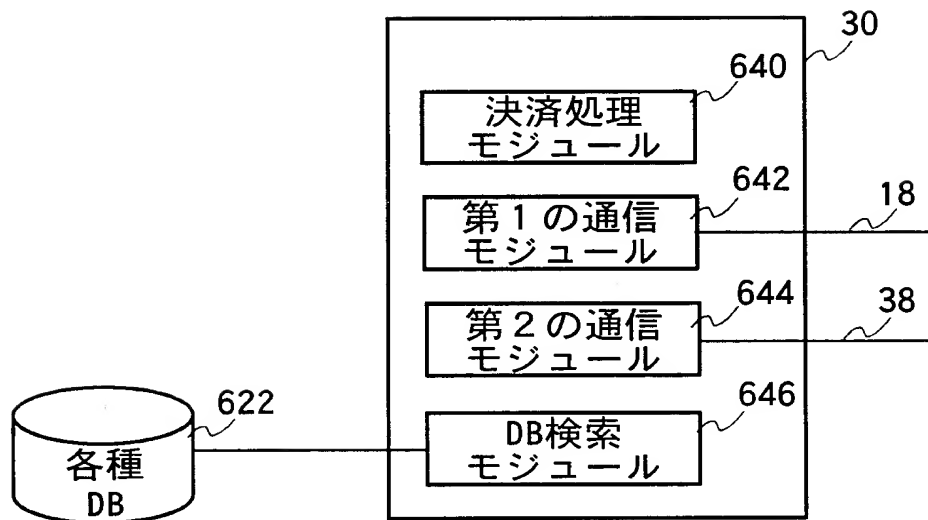 30
640
決済処理
モジュール
642
第1の通信
モジュール
18
644
第2の通信
モジュール
38
646
DB検索
モジュール
622
各種
DB